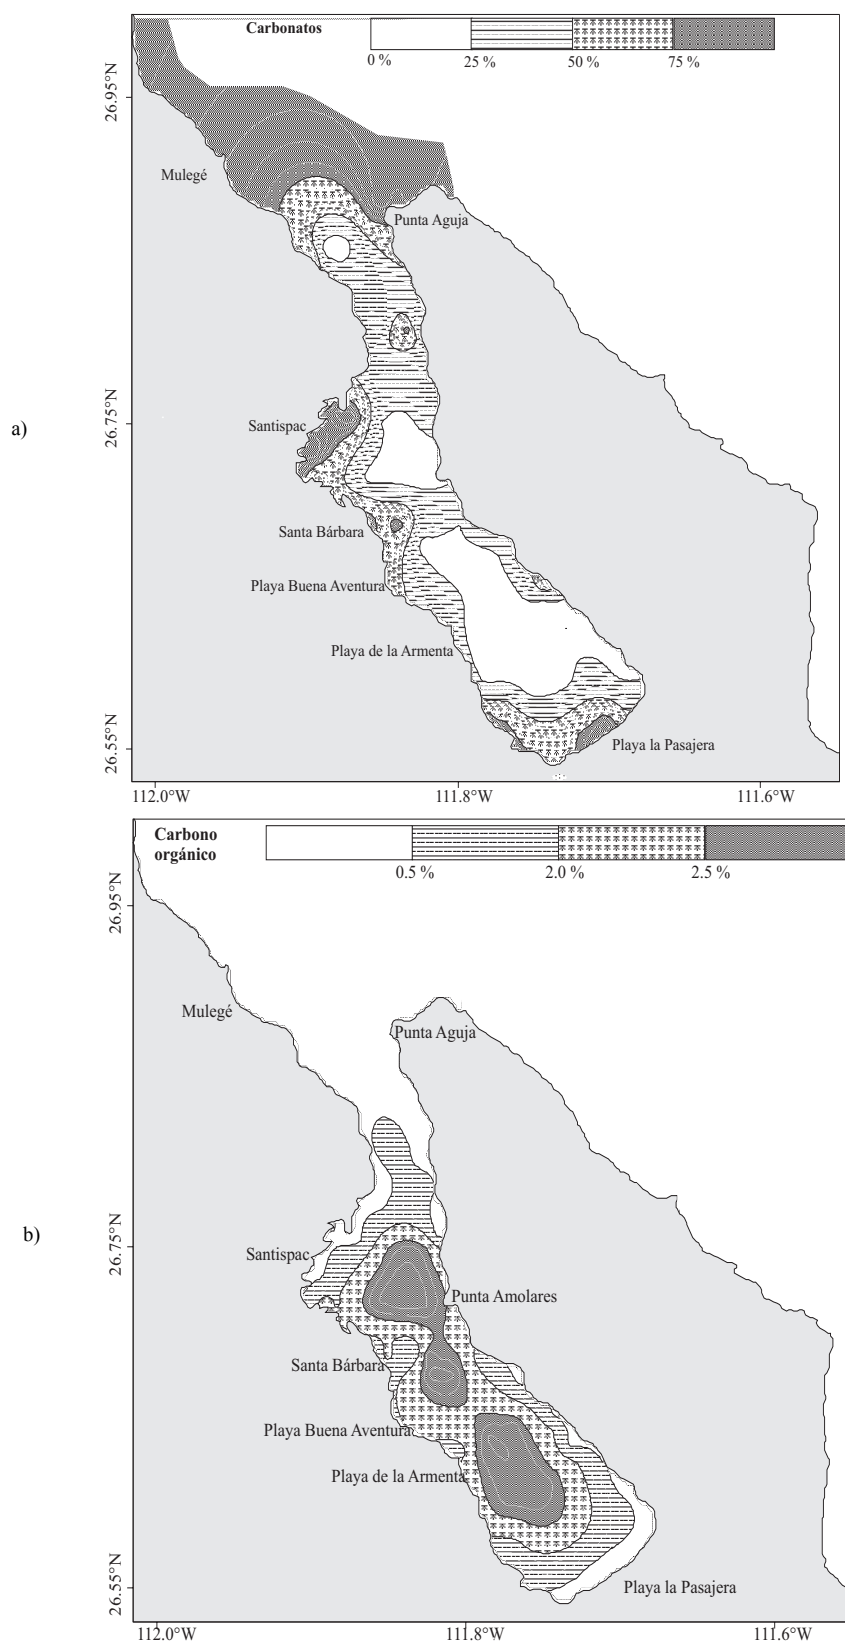 Carbonatos
0 %
25 %
50 %
75 %
26.95°N
Mulegé
Punta Aguja
26.75°N
a)
Santispac
Santa Bárbara
Playa Buena Aventura
Playa de la Armenta
26.55°N
Playa la Pasajera
112.0°W
111.8°W
111.6°W
Carbono
orgánico
0.5 %
2.0 %
2.5 %
26.95°N
Mulegé
Punta Aguja
26.75°N
b)
Santispac
Punta Amolares
Santa Bárbara
Playa Buena Aventura
Playa de la Armenta
26.55°N
Playa la Pasajera
112.0°W
111.8°W
111.6°W